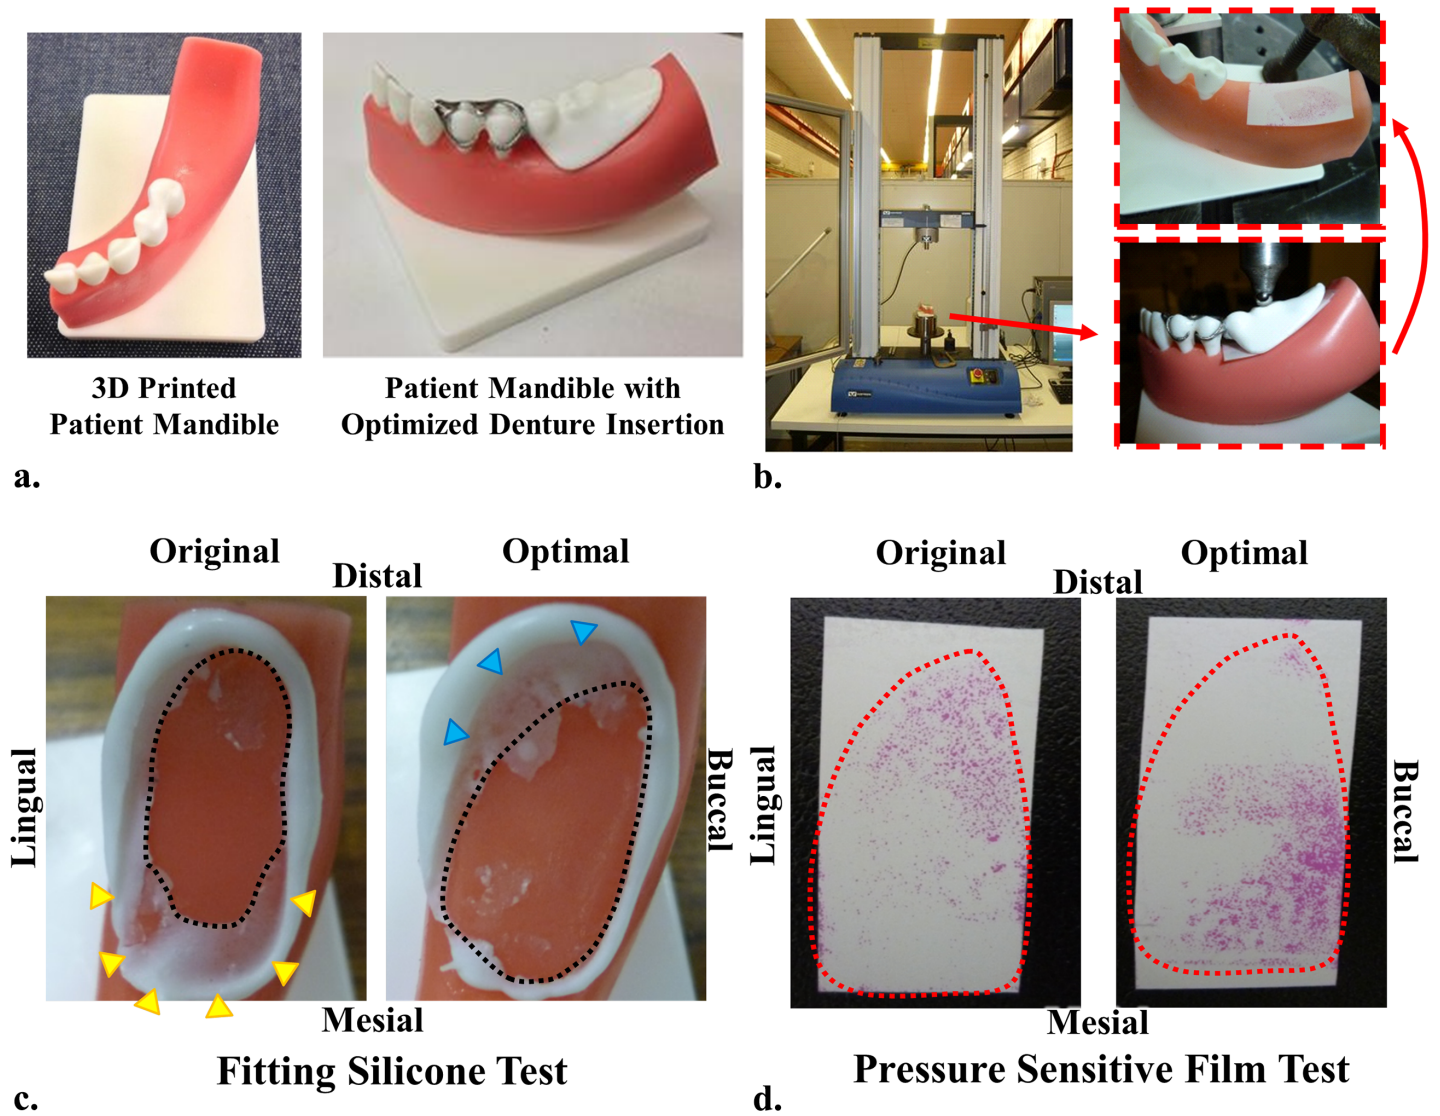 3D Printed
Patient Mandible
Patient Mandible with
Optimized Denture Insertion
a.
b.
Original
Optimal
Distal
Lingual
Buccal
Mesial
Fitting Silicone Test
c.
Original
Optimal
Distal
Lingual
Buccal
Mesial
Pressure Sensitive Film Test
d.